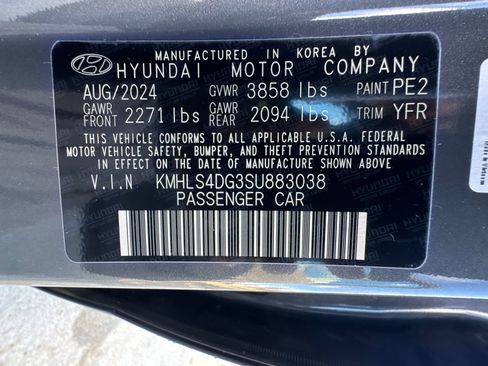 MANUFACTURED IN KOREA BY
HYUNDAI MOTOR COMPANY
AUG/2024 GVWR 3858 lbs PAINT PE2
GAWR FRONT 2271 lbs GAWR REAR 2094 lbs TRIM YFR
THIS VEHICLE CONFORMS TO ALL APPLICABLE U.S.A. FEDERAL
MOTOR VEHICLE SAFETY, BUMPER, AND THEFT PREVENTION STANDARDS
IN EFFECT ON THE DATE OF MANUFACTURE SHOWN ABOVE.
V.I.N KMHLS4DG3SU883038
PASSENGER CAR